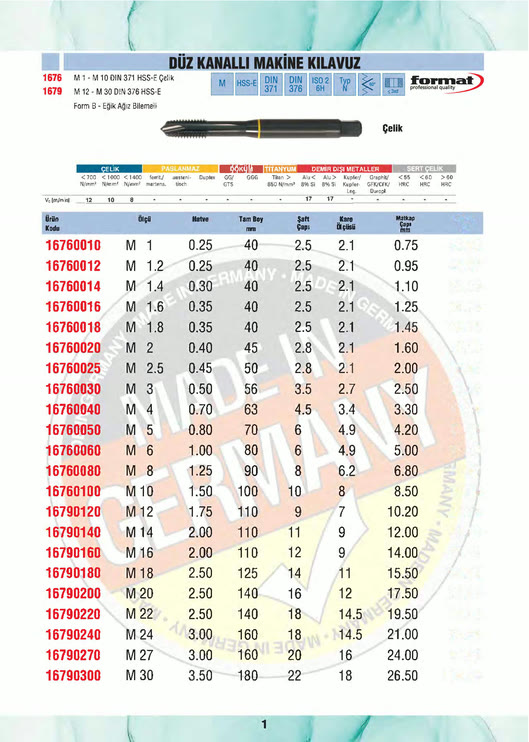 DÜZ KANALLI MAKİNE KILAVUZ
1676 M 1 - M 10 DIN 371 HSS-E Çelik
1679 M 12 - M 30 DIN 376 HSS-E
Form B - Eğik Ağız Bilemeli
M HSS-E DIN 371 DIN 376 ISO 2 6H Typ N
format
professional quality
Çelik
ÇELİK PASLANMAZ DÖKÜM TİTANYUM DEMİR DIŞI METALLER SERT ÇELİK
Vc (m/min) 12 10 8 - - - - - - 17 17 - - - - -
Ürün Kodu Ölçü Hatve Tam Boy mm Şaft Çapı Kare Ölçüsü Matkap Çapı mm
16760010 M 1 0.25 40 2.5 2.1 0.75
16760012 M 1.2 0.25 40 2.5 2.1 0.95
16760014 M 1.4 0.30 40 2.5 2.1 1.10
16760016 M 1.6 0.35 40 2.5 2.1 1.25
16760018 M 1.8 0.35 40 2.5 2.1 1.45
16760020 M 2 0.40 45 2.8 2.1 1.60
16760025 M 2.5 0.45 50 2.8 2.1 2.00
16760030 M 3 0.50 56 3.5 2.7 2.50
16760040 M 4 0.70 63 4.5 3.4 3.30
16760050 M 5 0.80 70 6 4.9 4.20
16760060 M 6 1.00 80 6 4.9 5.00
16760080 M 8 1.25 90 8 6.2 6.80
16760100 M 10 1.50 100 10 8 8.50
16790120 M 12 1.75 110 9 7 10.20
16790140 M 14 2.00 110 11 9 12.00
16790160 M 16 2.00 110 12 9 14.00
16790180 M 18 2.50 125 14 11 15.50
16790200 M 20 2.50 140 16 12 17.50
16790220 M 22 2.50 140 18 14.5 19.50
16790240 M 24 3.00 160 18 14.5 21.00
16790270 M 27 3.00 160 20 16 24.00
16790300 M 30 3.50 180 22 18 26.50
MADE IN GERMANY
1